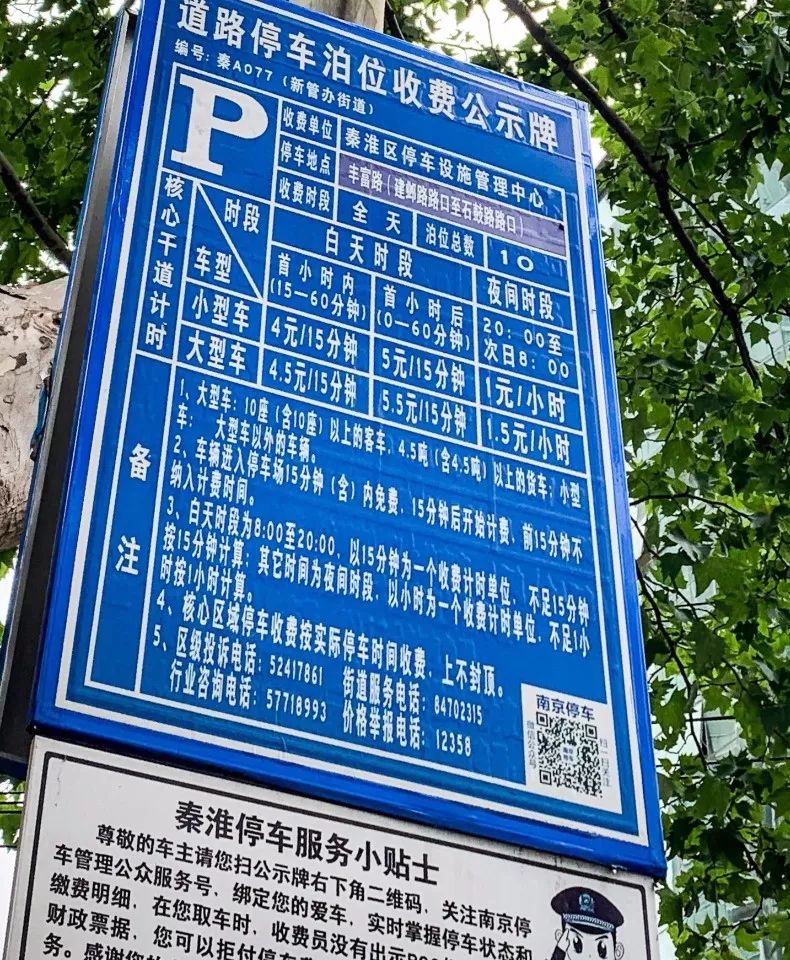 道路停车泊位收费公示牌
编号：秦A077（新管办街道）
P
收费单位 秦淮区停车设施管理中心
停车地点 丰富路（建邺路路口至石鼓路路口）
收费时段 全天 泊位总数 10
核心干道计时
时段
车型
白天时段
首小时内
(15—60分钟)
首小时后
(0—60分钟)
夜间时段
20：00至
次日8：00
小型车 4元/15分钟 5元/15分钟 1元/小时
大型车 4.5元/15分钟 5.5元/15分钟 1.5元/小时
备注
1、大型车：10座（含10座）以上的客车，4.5吨（含4.5吨）以上的货车；小型
车：大型车以外的车辆。
2、车辆进入停车场15分钟（含）内免费，15分钟后开始计费，前15分钟不
纳入计费时间。
3、白天时段为8:00至20:00，以15分钟为一个收费计时单位，不足15分钟
按15分钟计算；其它时间为夜间时段，以小时为一个收费计时单位，不足1小
时按1小时计算。
4、核心区域停车收费按实际停车时间收费，上不封顶。
5、区级投诉电话：52417861 街道服务电话：84702315
行业咨询电话：57718993 价格举报电话：12358
南京停车
微信公众号
扫一扫关注
秦淮停车服务小贴士
尊敬的车主请您扫公示牌右下角二维码，关注南京停
车管理公众服务号，绑定您的爱车，实时掌握停车状态和
缴费明细，在您取车时，收费员没有出示POS
财政票据，您可以拒付停车费
务。感谢您的